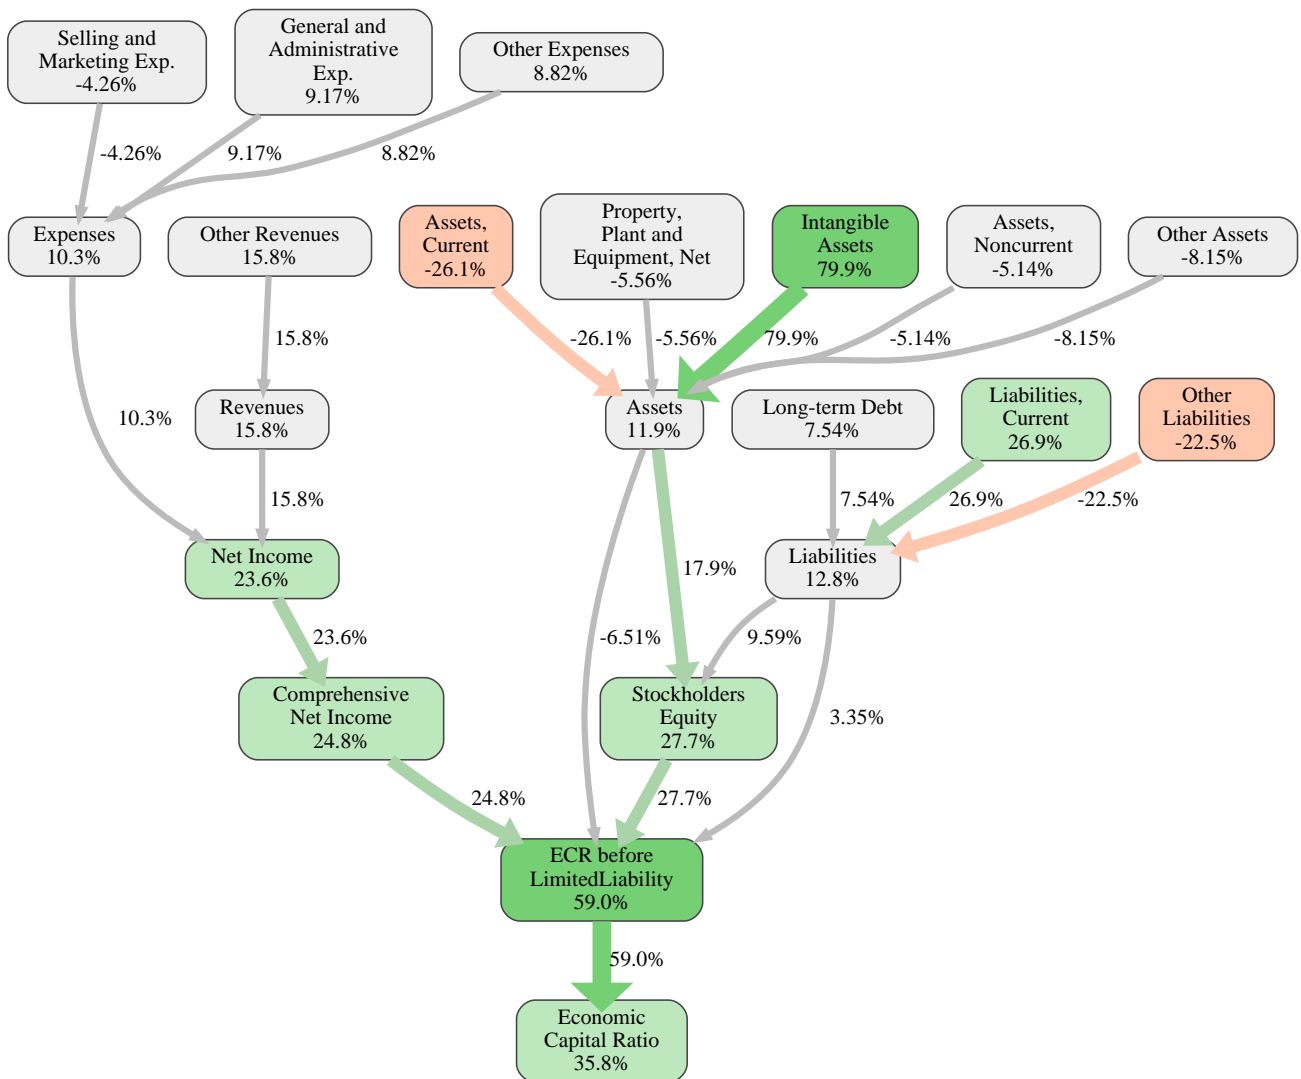 Selling and
Marketing Exp.
-4.26%
General and
Administrative
Exp.
9.17%
Other Expenses
8.82%
-4.26%
9.17%
8.82%
Expenses
10.3%
Other Revenues
15.8%
Assets,
Current
-26.1%
Property,
Plant and
Equipment, Net
-5.56%
Intangible
Assets
79.9%
Assets,
Noncurrent
-5.14%
Other Assets
-8.15%
15.8%
-26.1%
-5.56%
79.9%
-5.14%
-8.15%
10.3%
Revenues
15.8%
Assets
11.9%
Long-term Debt
7.54%
Liabilities,
Current
26.9%
Other
Liabilities
-22.5%
15.8%
7.54%
26.9%
-22.5%
Net Income
23.6%
17.9%
Liabilities
12.8%
23.6%
-6.51%
9.59%
Comprehensive
Net Income
24.8%
Stockholders
Equity
27.7%
3.35%
24.8%
27.7%
ECR before
LimitedLiability
59.0%
59.0%
Economic
Capital Ratio
35.8%